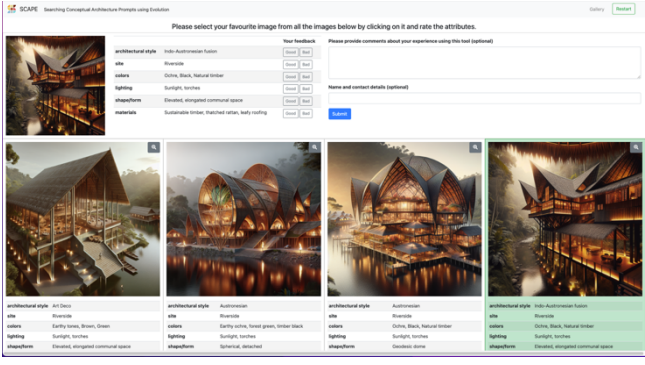 SCAPE Searching Conceptual Architecture Prompts using Evolution Gallery Restart
Please select your favourite image from all the images below by clicking on it and rate the attributes.
Your feedback
architectural style Indo-Austronesian fusion Good Bad
site Riverside Good Bad
colors Ochre, Black, Natural timber Good Bad
lighting Sunlight, torches Good Bad
shape/form Elevated, elongated communal space Good Bad
materials Sustainable timber, thatched rattan, leafy roofing Good Bad
Please provide comments about your experience using this tool (optional)
Name and contact details (optional)
Submit
architectural style Art Deco
site Riverside
colors Earthy tones, Brown, Green
lighting Sunlight, torches
shape/form Elevated, elongated communal space
architectural style Austronesian
site Riverside
colors Earthy ochre, forest green, timber black
lighting Sunlight, torches
shape/form Spherical, detached
architectural style Austronesian
site Riverside
colors Ochre, Black, Natural timber
lighting Sunlight, torches
shape/form Geodesic dome
architectural style Indo-Austronesian fusion
site Riverside
colors Ochre, Black, Natural timber
lighting Sunlight, torches
shape/form Elevated, elongated communal space